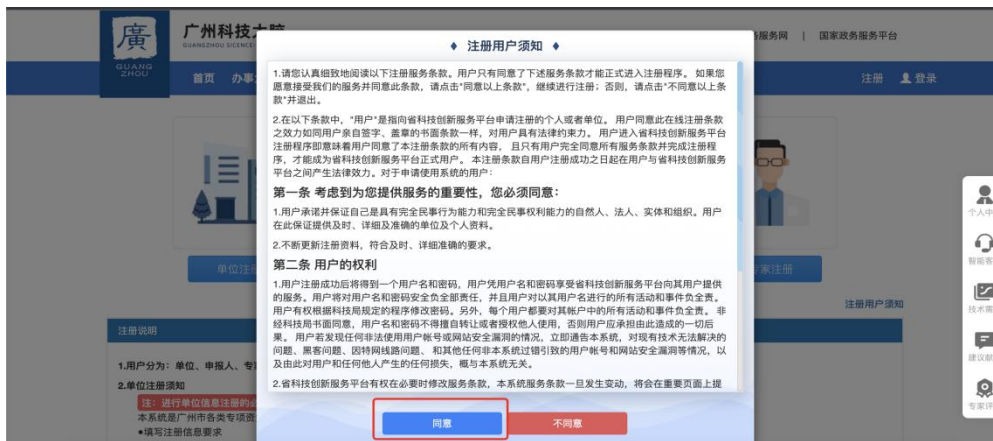 广州科技大脑
GUANGZHOU SICENCE
务服务网 | 国家政务服务平台
GUANG
ZHOU
首页 办事
注册 登录
注册用户须知
1.请您认真细致地阅读以下注册服务条款。用户只有同意了下述服务条款才能正式进入注册程序。 如果您
愿意接受我们的服务并同意此条款，请点击"同意以上条款"，继续进行注册；否则，请点击"不同意以上条
款"并退出。
2.在以下条款中，"用户"是指向省科技创新服务平台申请注册的个人或者单位。 用户同意此在线注册条款
之效力如同用户亲自签字、盖章的书面条款一样，对用户具有法律约束力。 用户进入省科技创新服务平台
注册程序即意味着用户同意了本注册条款的所有内容， 且只有用户完全同意所有服务条款并完成注册程
序，才能成为省科技创新服务平台正式用户。 本注册条款自用户注册成功之日起在用户与省科技创新服务
平台之间产生法律效力。对于申请使用系统的用户：
第一条 考虑到为您提供服务的重要性，您必须同意：
1.用户承诺并保证自己是具有完全民事行为能力和完全民事权利能力的自然人、法人、实体和组织。用户
在此保证提供及时、详细及准确的单位及个人资料。
2.不断更新注册资料，符合及时、详细准确的要求。
第二条 用户的权利
1.用户注册成功后将得到一个用户名和密码，用户凭用户名和密码享受省科技创新服务平台向其用户提供
的服务。用户将对用户名和密码安全负全部责任，并且用户对以其用户名进行的所有活动和事件负全责。
用户有权根据科技局规定的程序修改密码。另外，每个用户都要对其帐户中的所有活动和事件负全责。 非
经科技局书面同意，用户名和密码不得擅自转让或者授权他人使用，否则用户应承担由此造成的一切后
果。 用户若发现任何非法使用用户帐号或网站安全漏洞的情况，立即通告本系统，对现有技术无法解决的
问题、黑客问题、因特网线路问题、 和其他任何非本系统过错引致的用户帐号和网站安全漏洞等情况，以
及由此对用户和任何他人产生的任何损失，概与本系统无关。
2.省科技创新服务平台有权在必要时修改服务条款，本系统服务条款一旦发生变动，将会在重要页面上提
同意 不同意
单位注册
专家注册
注册用户须知
注册说明
1.用户分为：单位、申报人、专
2.单位注册须知
注：进行单位信息注册的必
本系统是广州市各类专项资
●填写注册信息要求
个人中
智能客
技术需
建议献
专家评